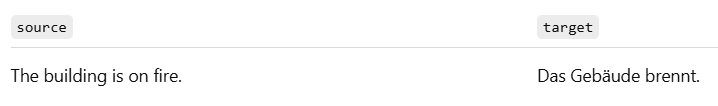 source target
The building is on fire. Das Gebäude brennt.